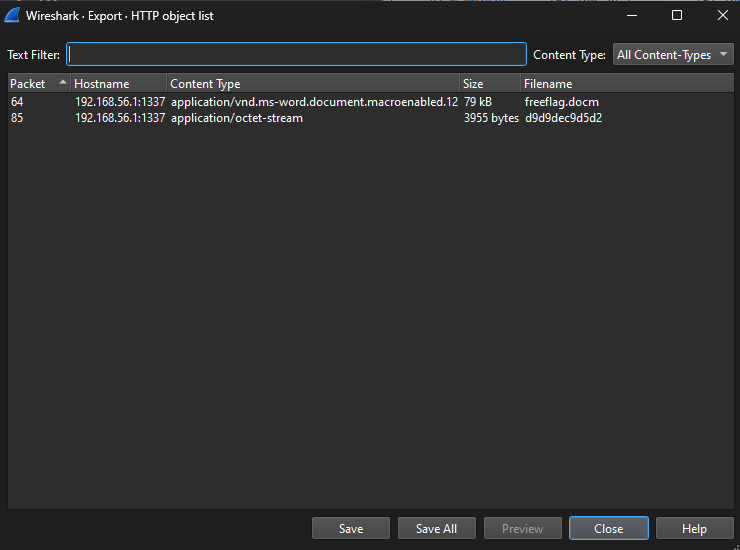 Wireshark · Export · HTTP object list
Text Filter: Content Type: All Content-Types
Packet Hostname Content Type Size Filename
64 192.168.56.1:1337 application/vnd.ms-word.document.macroenabled.12 79 kB freeflag.docm
85 192.168.56.1:1337 application/octet-stream 3955 bytes d9d9dec9d5d2
Save Save All Preview Close Help